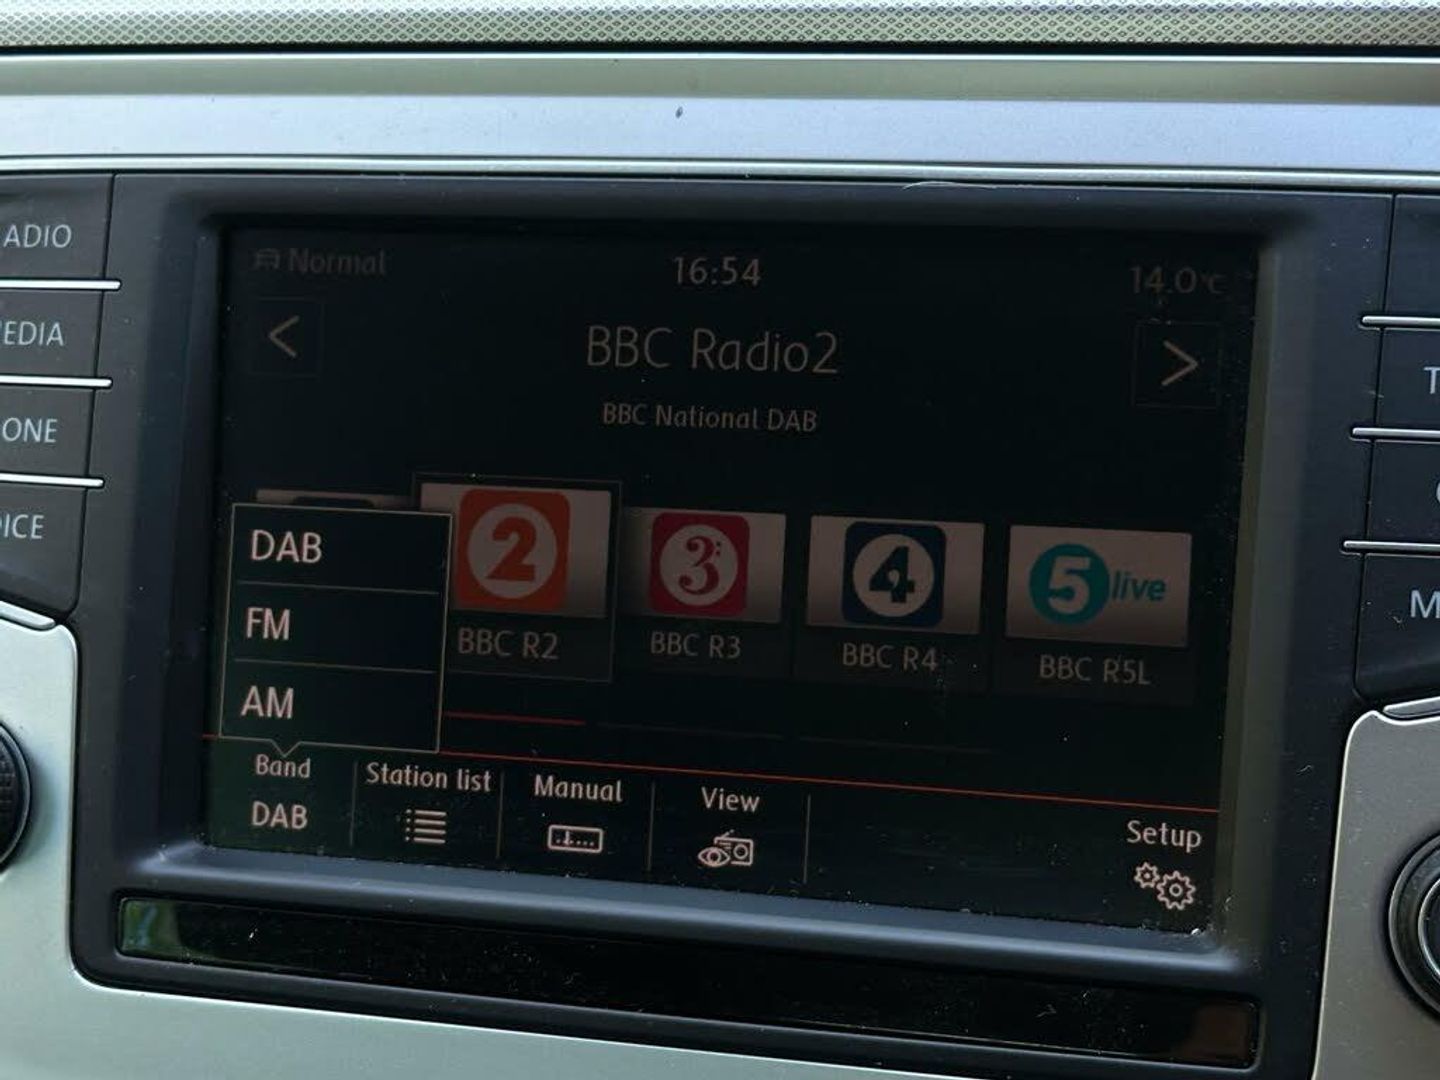 ADIO
EDIA
ONE
ICE
Normal
16:54
14.0°C
BBC Radio2
BBC National DAB
DAB
FM
AM
2
BBC R2
3
BBC R3
4
BBC R4
5live
BBC R5L
Band
DAB
Station list
Manual
View
Setup
T
M